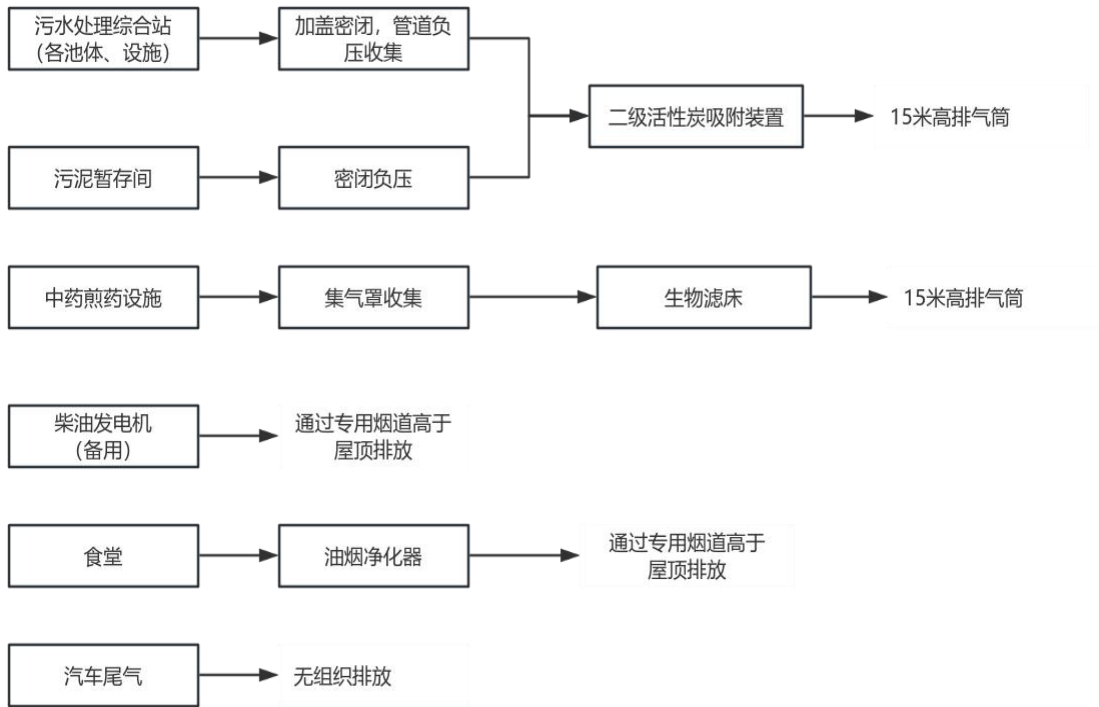 污水处理综合站
（各池体、设施）
加盖密闭，管道负
压收集
二级活性炭吸附装置
15米高排气筒
污泥暂存间
密闭负压
中药煎药设施
集气罩收集
生物滤床
15米高排气筒
柴油发电机
（备用）
通过专用烟道高于
屋顶排放
食堂
油烟净化器
通过专用烟道高于
屋顶排放
汽车尾气
无组织排放